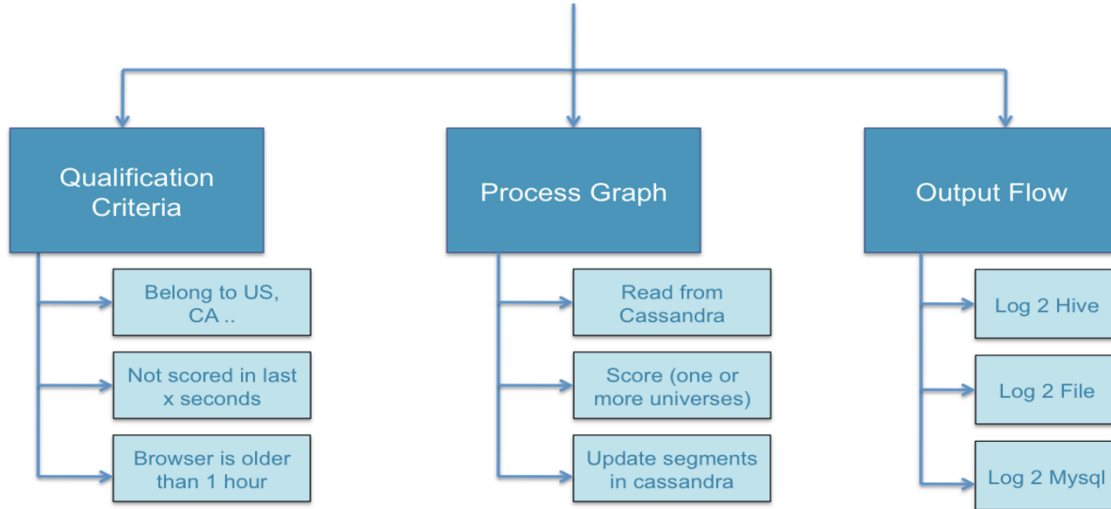 Qualification
Criteria
Belong to US,
CA ..
Not scored in last
x seconds
Browser is older
than 1 hour
Process Graph
Read from
Cassandra
Score (one or
more universes)
Update segments
in cassandra
Output Flow
Log 2 Hive
Log 2 File
Log 2 Mysql